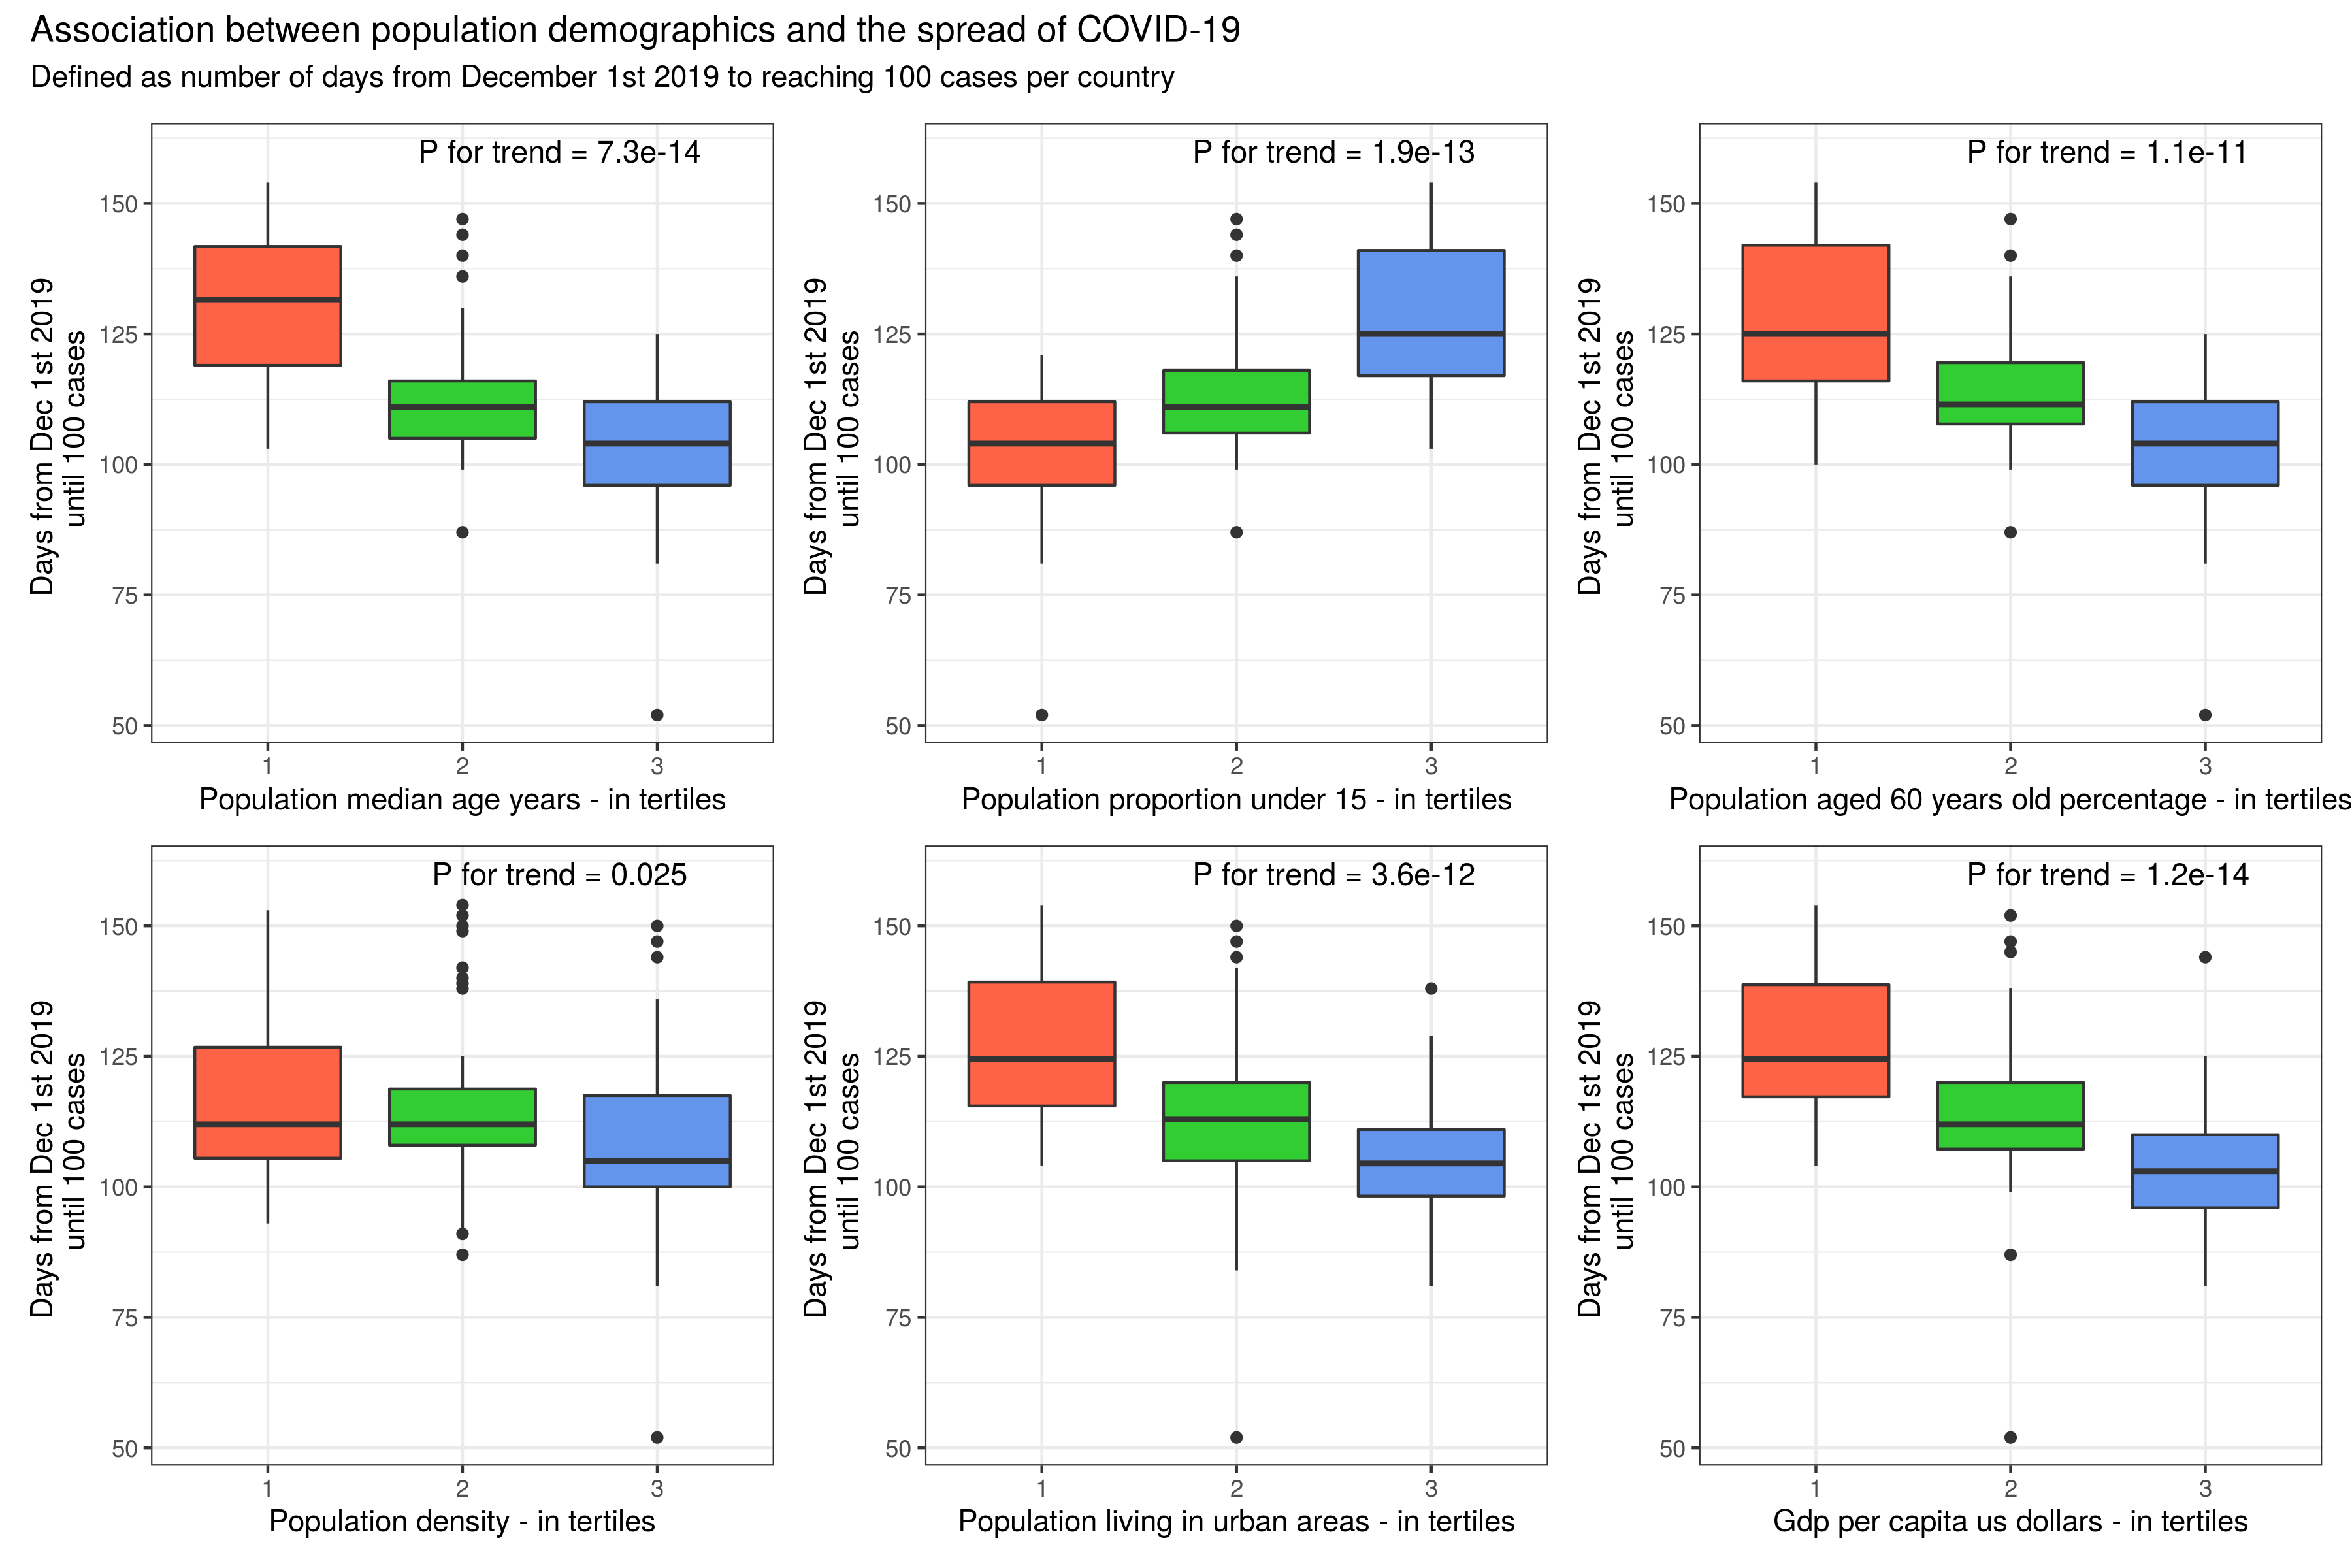 Association between population demographics and the spread of COVID-19
Defined as number of days from December 1st 2019 to reaching 100 cases per country
P for trend = 7.3e-14
Days from Dec 1st 2019
until 100 cases
150
125
100
75
50
1 2 3
Population median age years - in tertiles
P for trend = 1.9e-13
Days from Dec 1st 2019
until 100 cases
150
125
100
75
50
1 2 3
Population proportion under 15 - in tertiles
P for trend = 1.1e-11
Days from Dec 1st 2019
until 100 cases
150
125
100
75
50
1 2 3
Population aged 60 years old percentage - in tertiles
P for trend = 0.025
Days from Dec 1st 2019
until 100 cases
150
125
100
75
50
1 2 3
Population density - in tertiles
P for trend = 3.6e-12
Days from Dec 1st 2019
until 100 cases
150
125
100
75
50
1 2 3
Population living in urban areas - in tertiles
P for trend = 1.2e-14
Days from Dec 1st 2019
until 100 cases
150
125
100
75
50
1 2 3
Gdp per capita us dollars - in tertiles